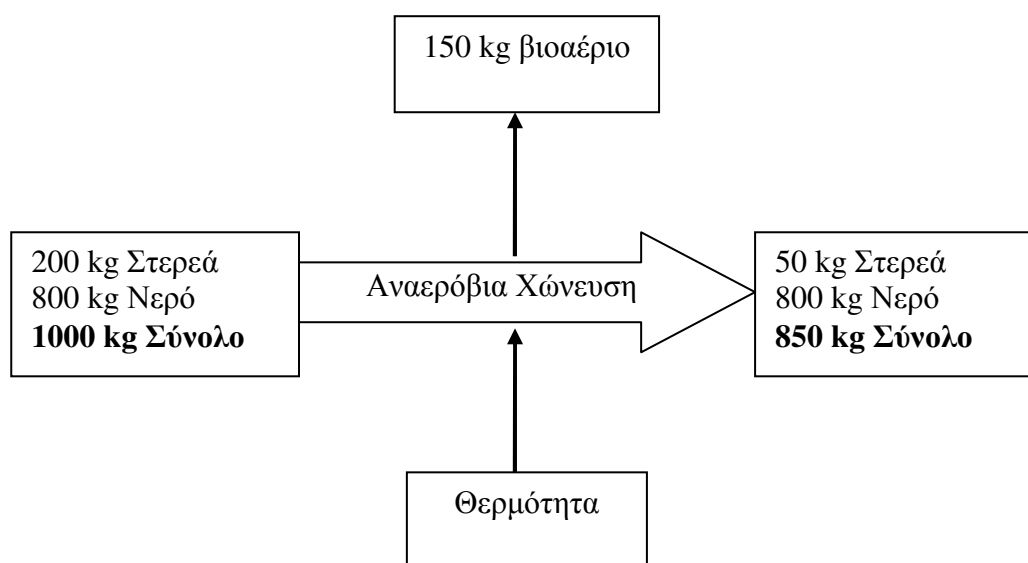 150 kg βιοαέριο
200 kg Στερεά
800 kg Νερό
1000 kg Σύνολο
Αναερόβια Χώνευση
50 kg Στερεά
800 kg Νερό
850 kg Σύνολο
Θερμότητα